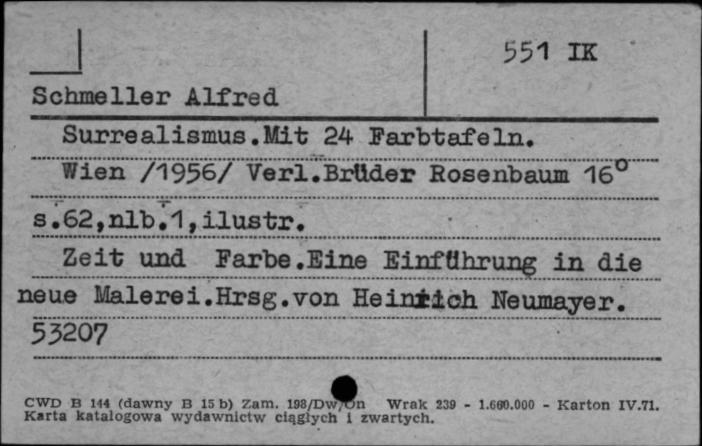 551 IK
Schmeller Alfred
Surrealismus.Mit 24 Farbtafeln.
Wien /1956/ Verl.Brüder Rosenbaum 16°
s.62,nlb.1,ilustr.
Zeit und Farbe.Eine Einführung in die
neue Malerei.Hrsg.von Heinrich Neumayer.
53207
CWD B 144 (dawny B 15 b) Zam. 198/Dw/On Wrak 239 - 1.660.000 - Karton IV.71.
Karta katalogowa wydawnictw ciągłych i zwartych.